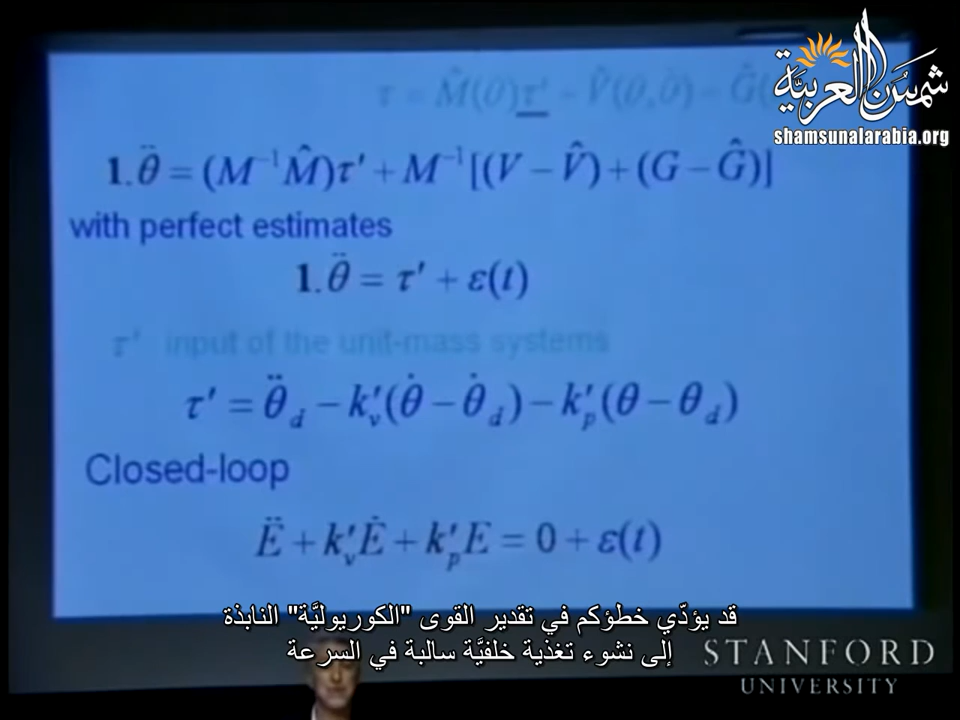 شمس العربية
shamsunalarabia.org
τ = M̂(θ)τ' − V̂(θ,θ̇) − Ĝ(
1.θ̈ = (M⁻¹M̂)τ' + M⁻¹[(V − V̂) + (G − Ĝ)]
with perfect estimates
1.θ̈ = τ' + ε(t)
τ' input of the unit-mass systems
τ' = θ̈_d − k'_v(θ̇ − θ̇_d) − k'_p(θ − θ_d)
Closed-loop
Ë + k'_vĖ + k'_pE = 0 + ε(t)
قد يؤدّي خطؤكم في تقدير القوى "الكوريوليَّة" النابذة
إلى نشوء تغذية خلفيَّة سالبة في السرعة
STANFORD
UNIVERSITY